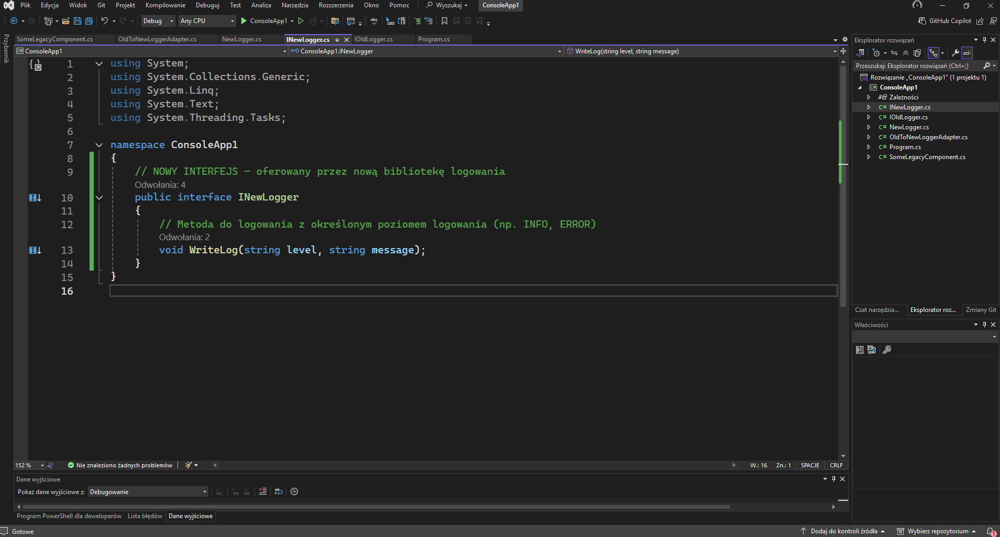 Plik Edycja Widok Git Projekt Kompilowanie Debuguj Test Analiza Narzędzia Rozszerzenia Okno Pomoc Wyszukaj ConsoleApp1
Debug Any CPU ConsoleApp1 GitHub Copilot
Przybornik
SomeLegacyComponent.cs OldToNewLoggerAdapter.cs NewLogger.cs INewLogger.cs IOldLogger.cs Program.cs
ConsoleApp1 ConsoleApp1.INewLogger WriteLog(string level, string message)
1 using System;
2 using System.Collections.Generic;
3 using System.Linq;
4 using System.Text;
5 using System.Threading.Tasks;
6
7 namespace ConsoleApp1
8 {
9 // NOWY INTERFEJS – oferowany przez nową bibliotekę logowania
Odwołania: 4
10 public interface INewLogger
11 {
12 // Metoda do logowania z określonym poziomem logowania (np. INFO, ERROR)
Odwołania: 2
13 void WriteLog(string level, string message);
14 }
15 }
16
152 % Nie znaleziono żadnych problemów W.: 16 Zn.: 1 SPACJE CRLF
Dane wyjściowe
Pokaż dane wyjściowe z: Debugowanie
Program PowerShell dla deweloperów Lista błędów Dane wyjściowe
Eksplorator rozwiązań
Przeszukaj: Eksplorator rozwiązań (Ctrl+;)
Rozwiązanie „ConsoleApp1” (1 projektu 1)
ConsoleApp1
Zależności
C# INewLogger.cs
C# IOldLogger.cs
C# NewLogger.cs
C# OldToNewLoggerAdapter.cs
C# Program.cs
C# SomeLegacyComponent.cs
Czat narzędzia... Eksplorator roz... Zmiany Git
Właściwości
Gotowe Dodaj do kontroli źródła Wybierz repozytorium 1